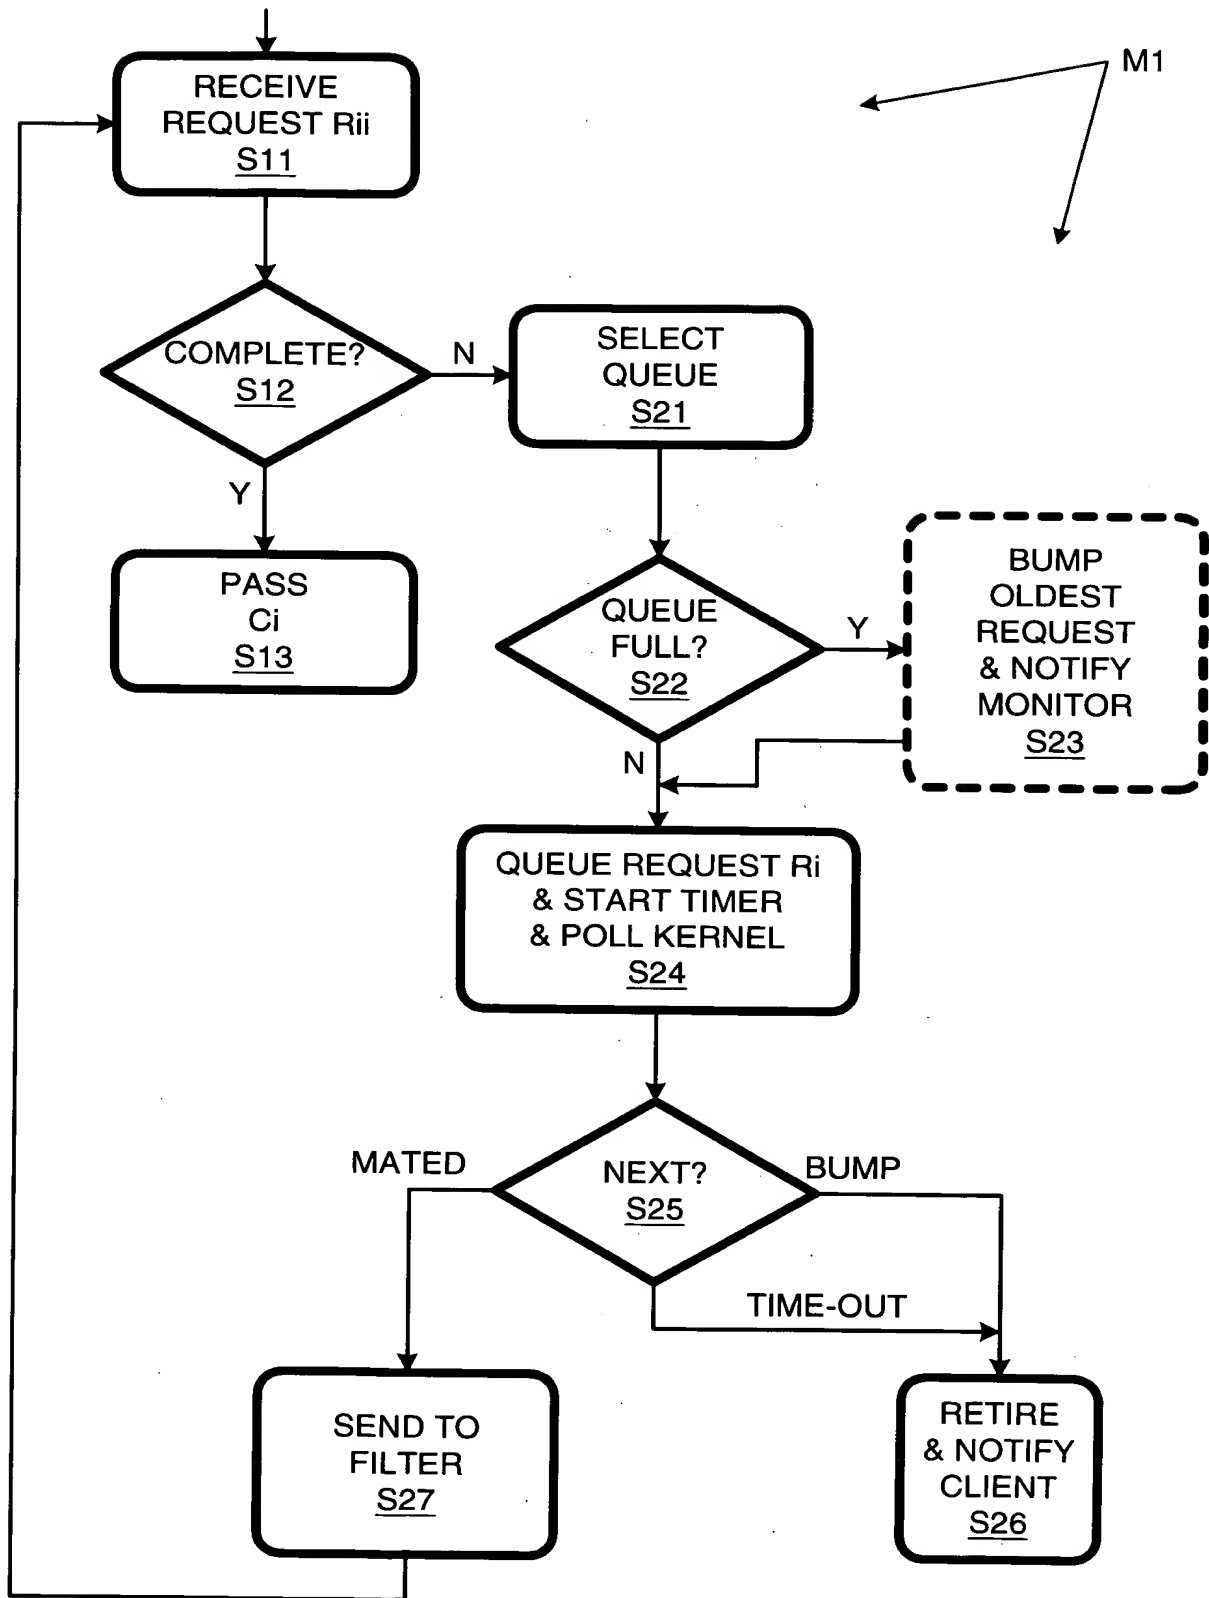 M1
RECEIVE
REQUEST Rii
S11
COMPLETE?
S12
N
Y
SELECT
QUEUE
S21
PASS
Ci
S13
QUEUE
FULL?
S22
Y
N
BUMP
OLDEST
REQUEST
& NOTIFY
MONITOR
S23
QUEUE REQUEST Ri
& START TIMER
& POLL KERNEL
S24
NEXT?
S25
MATED
BUMP
TIME-OUT
SEND TO
FILTER
S27
RETIRE
& NOTIFY
CLIENT
S26